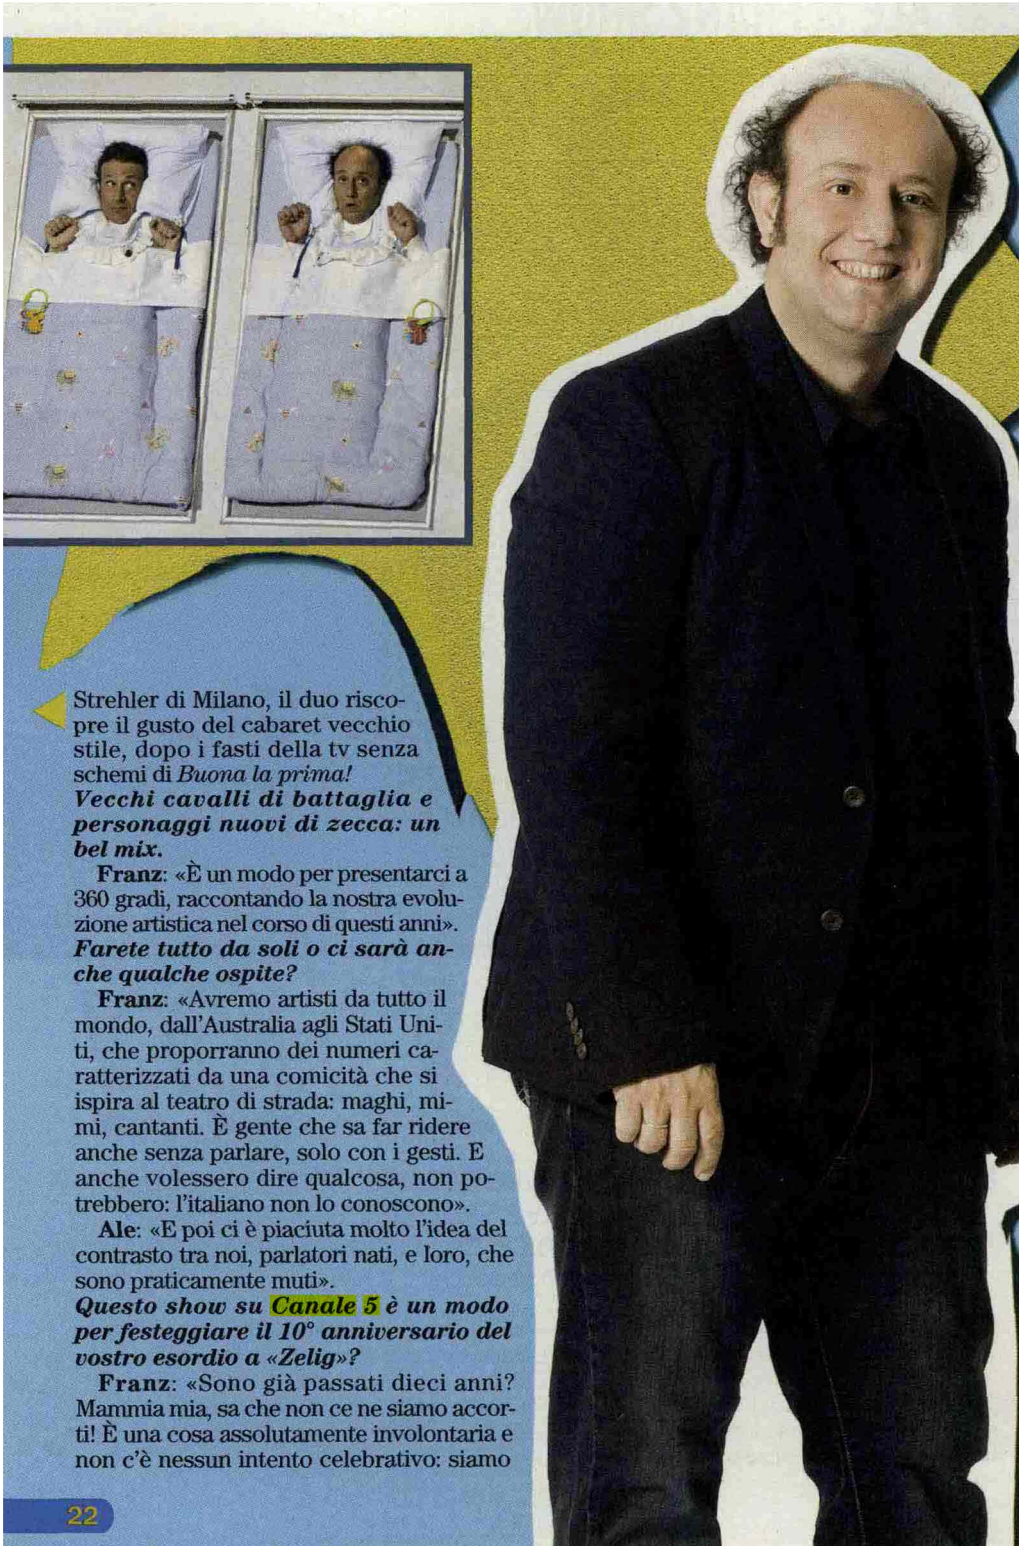 Strehler di Milano, il duo risco-
pre il gusto del cabaret vecchio
stile, dopo i fasti della tv senza
schemi di Buona la prima!
Vecchi cavalli di battaglia e
personaggi nuovi di zecca: un
bel mix.
Franz: «È un modo per presentarci a
360 gradi, raccontando la nostra evolu-
zione artistica nel corso di questi anni».
Farete tutto da soli o ci sarà an-
che qualche ospite?
Franz: «Avremo artisti da tutto il
mondo, dall'Australia agli Stati Uni-
ti, che proporranno dei numeri ca-
ratterizzati da una comicità che si
ispira al teatro di strada: maghi, mi-
mi, cantanti. È gente che sa far ridere
anche senza parlare, solo con i gesti. E
anche volessero dire qualcosa, non po-
trebbero: l'italiano non lo conoscono».
Ale: «E poi ci è piaciuta molto l'idea del
contrasto tra noi, parlatori nati, e loro, che
sono praticamente muti».
Questo show su Canale 5 è un modo
per festeggiare il 10° anniversario del
vostro esordio a «Zelig»?
Franz: «Sono già passati dieci anni?
Mammia mia, sa che non ce ne siamo accor-
ti! È una cosa assolutamente involontaria e
non c'è nessun intento celebrativo: siamo
22